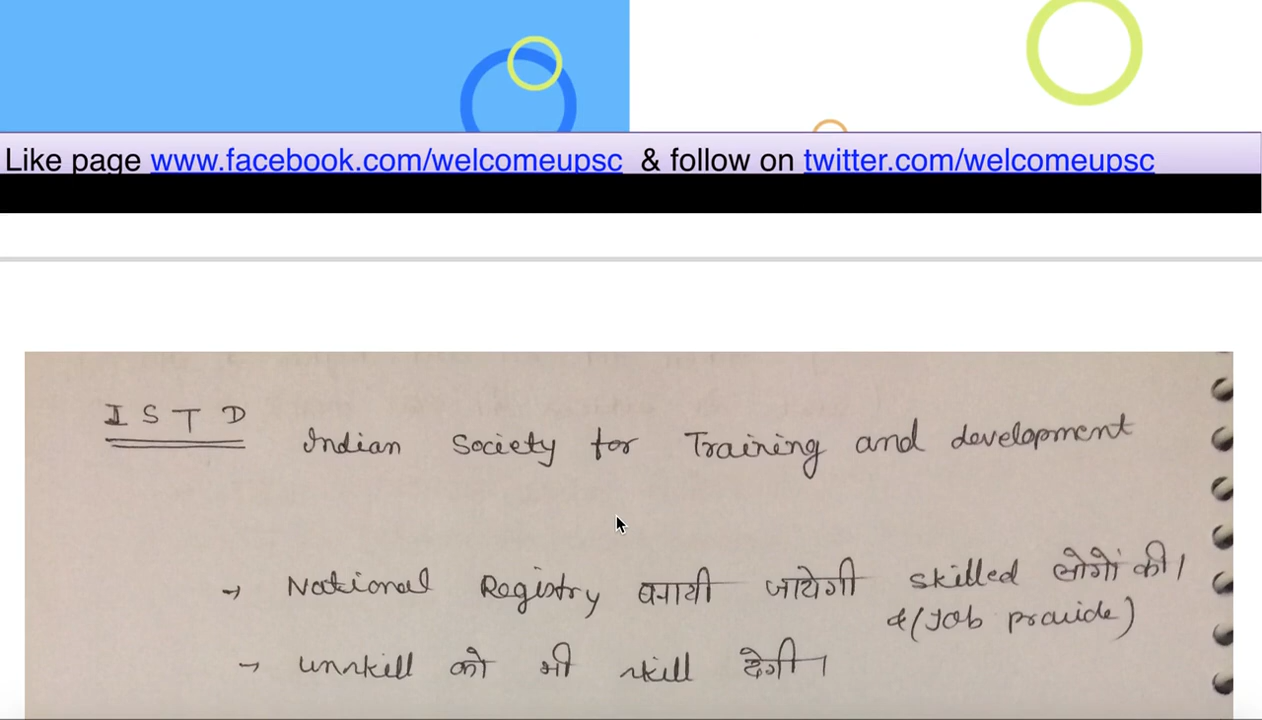 Like page www.facebook.com/welcomeupsc & follow on twitter.com/welcomeupsc
I S T D
Indian Society for Training and development
→ National Registry बनायी जायेगी skilled लोगों की।
&(Job provide)
→ unskill को भी skill देगी।